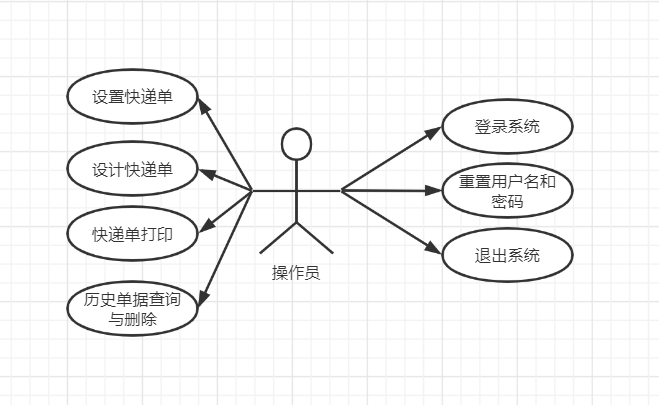 设置快递单
设计快递单
快递单打印
历史单据查询
与删除
操作员
登录系统
重置用户名和
密码
退出系统